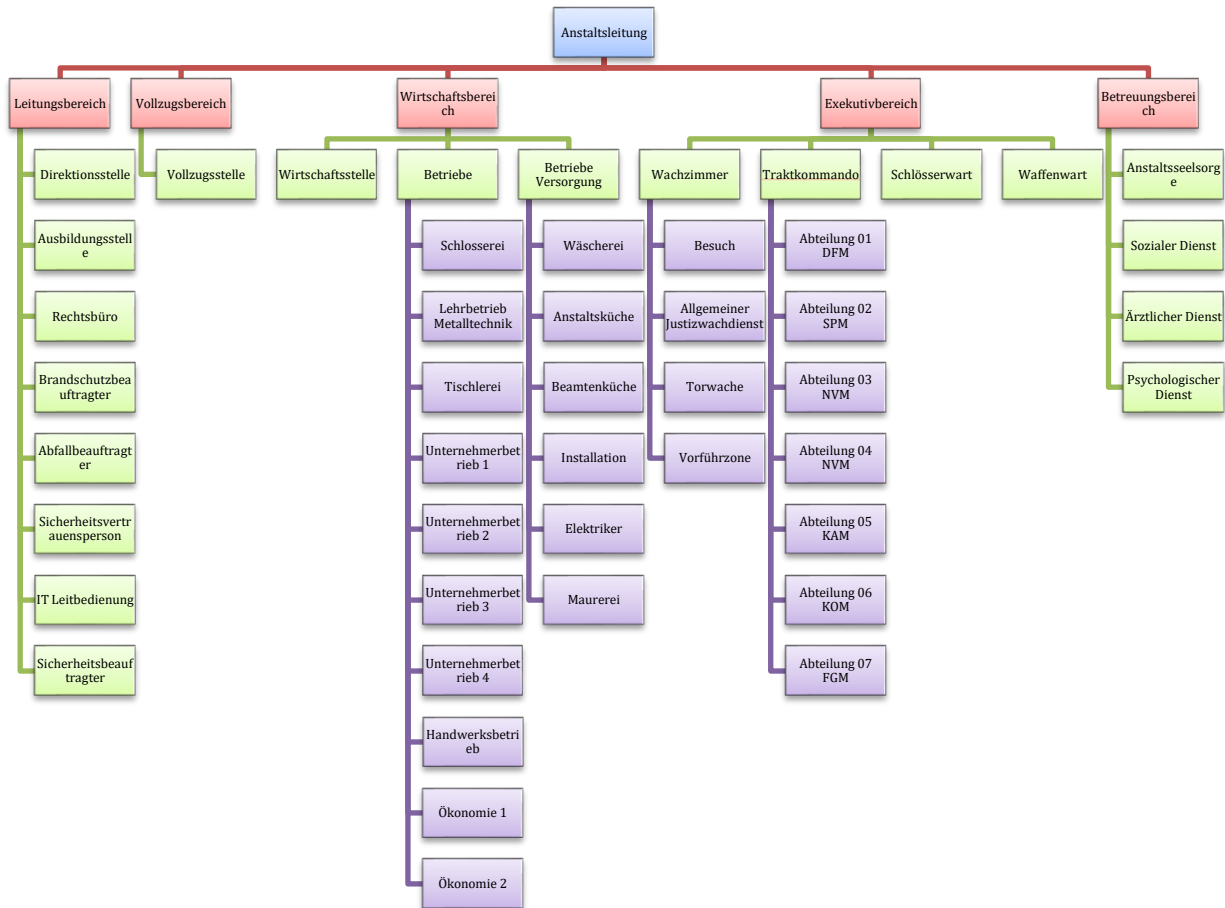 Anstaltsleitung
Leitungsbereich
Vollzugsbereich
Wirtschaftsberei
ch
Exekutivbereich
Betreuungsberei
ch
Direktionsstelle
Ausbildungsstell
e
Rechtsbüro
Brandschutzbea
uftragter
Abfallbeauftragt
er
Sicherheitsvertr
auensperson
IT Leitbedienung
Sicherheitsbeauf
tragter
Vollzugsstelle
Wirtschaftsstelle
Betriebe
Schlosserei
Lehrbetrieb
Metalltechnik
Tischlerei
Unternehmerbet
rieb 1
Unternehmerbet
rieb 2
Unternehmerbet
rieb 3
Unternehmerbet
rieb 4
Handwerksbetri
eb
Ökonomie 1
Ökonomie 2
Betriebe
Versorgung
Wäscherei
Anstaltsküche
Beamtenküche
Installation
Elektriker
Maurerei
Wachzimmer
Besuch
Allgemeiner
Justizwachdienst
Torwache
Vorführzone
Traktkommando
Abteilung 01
DFM
Abteilung 02
SPM
Abteilung 03
NVM
Abteilung 04
NVM
Abteilung 05
KAM
Abteilung 06
KOM
Abteilung 07
FGM
Schlösserwart
Waffenwart
Anstaltsseelsorg
e
Sozialer Dienst
Ärztlicher Dienst
Psychologischer
Dienst